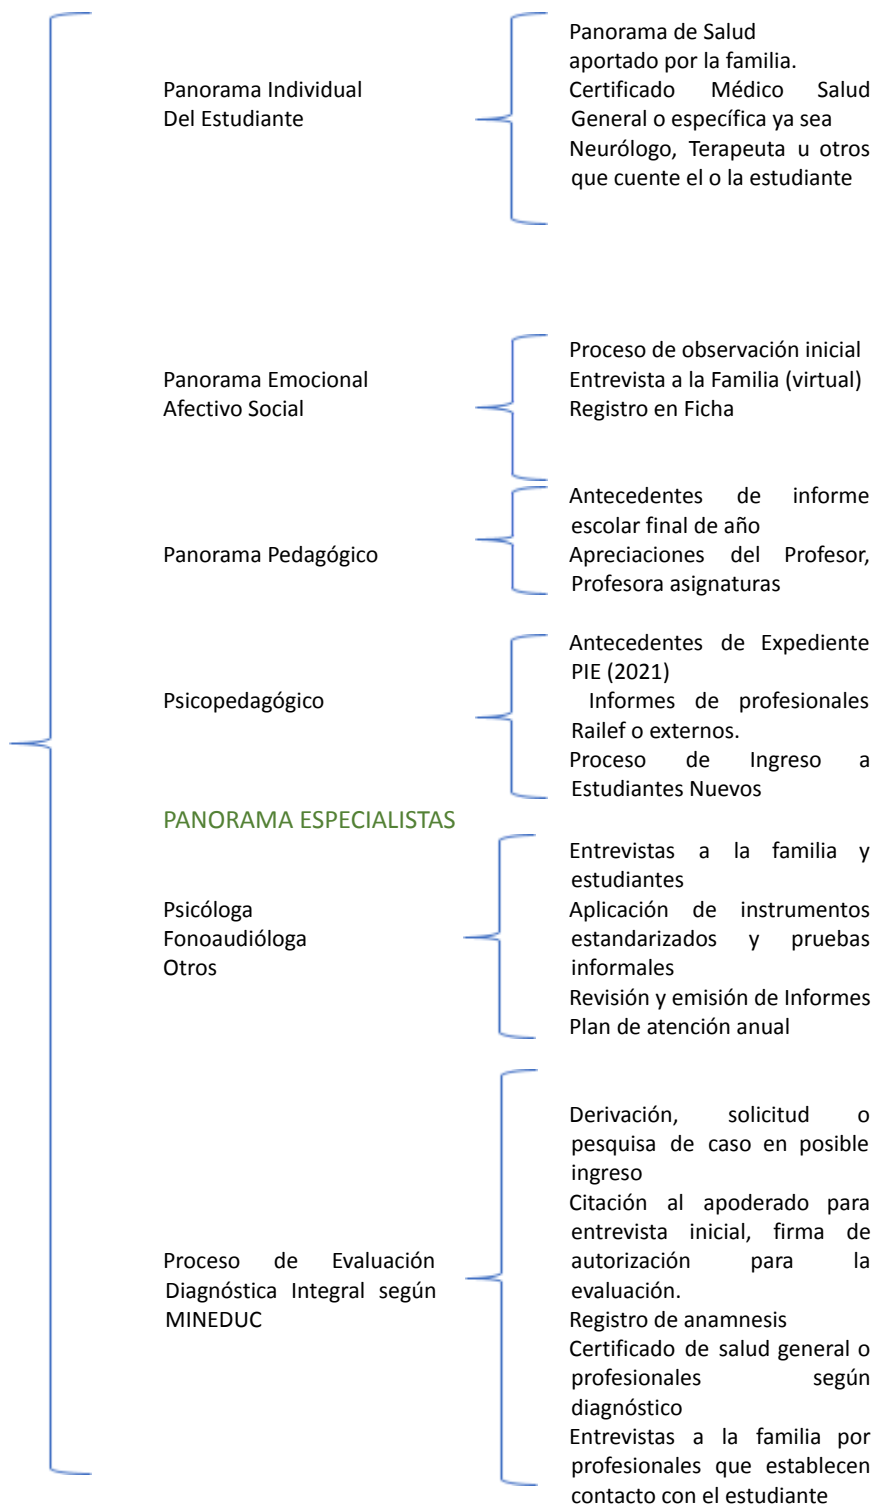 Panorama Individual
Del Estudiante
Panorama de Salud
aportado por la familia.
Certificado Médico Salud
General o específica ya sea
Neurólogo, Terapeuta u otros
que cuente el o la estudiante
Panorama Emocional
Afectivo Social
Proceso de observación inicial
Entrevista a la Familia (virtual)
Registro en Ficha
Panorama Pedagógico
Antecedentes de informe
escolar final de año
Apreciaciones del Profesor,
Profesora asignaturas
Psicopedagógico
Antecedentes de Expediente
PIE (2021)
Informes de profesionales
Railef o externos.
Proceso de Ingreso a
Estudiantes Nuevos
PANORAMA ESPECIALISTAS
Psicóloga
Fonoaudióloga
Otros
Entrevistas a la familia y
estudiantes
Aplicación de instrumentos
estandarizados y pruebas
informales
Revisión y emisión de Informes
Plan de atención anual
Proceso de Evaluación
Diagnóstica Integral según
MINEDUC
Derivación, solicitud o
pesquisa de caso en posible
ingreso
Citación al apoderado para
entrevista inicial, firma de
autorización para la
evaluación.
Registro de anamnesis
Certificado de salud general o
profesionales según
diagnóstico
Entrevistas a la familia por
profesionales que establecen
contacto con el estudiante